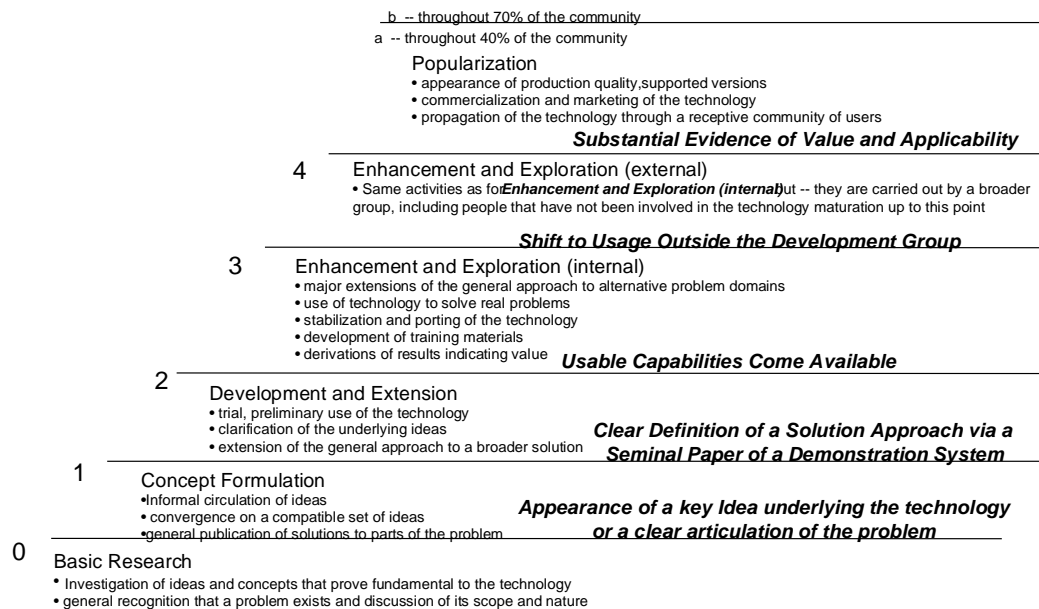 b -- throughout 70% of the community
a -- throughout 40% of the community
Popularization
• appearance of production quality,supported versions
• commercialization and marketing of the technology
• propagation of the technology through a receptive community of users
Substantial Evidence of Value and Applicability
4
Enhancement and Exploration (external)
• Same activities as for Enhancement and Exploration (internal) but -- they are carried out by a broader
group, including people that have not been involved in the technology maturation up to this point
Shift to Usage Outside the Development Group
3
Enhancement and Exploration (internal)
• major extensions of the general approach to alternative problem domains
• use of technology to solve real problems
• stabilization and porting of the technology
• development of training materials
• derivations of results indicating value
Usable Capabilities Come Available
2
Development and Extension
• trial, preliminary use of the technology
• clarification of the underlying ideas
• extension of the general approach to a broader solution
Clear Definition of a Solution Approach via a
Seminal Paper of a Demonstration System
1
Concept Formulation
•Informal circulation of ideas
• convergence on a compatible set of ideas
•general publication of solutions to parts of the problem
Appearance of a key Idea underlying the technology
or a clear articulation of the problem
0
Basic Research
• Investigation of ideas and concepts that prove fundamental to the technology
• general recognition that a problem exists and discussion of its scope and nature